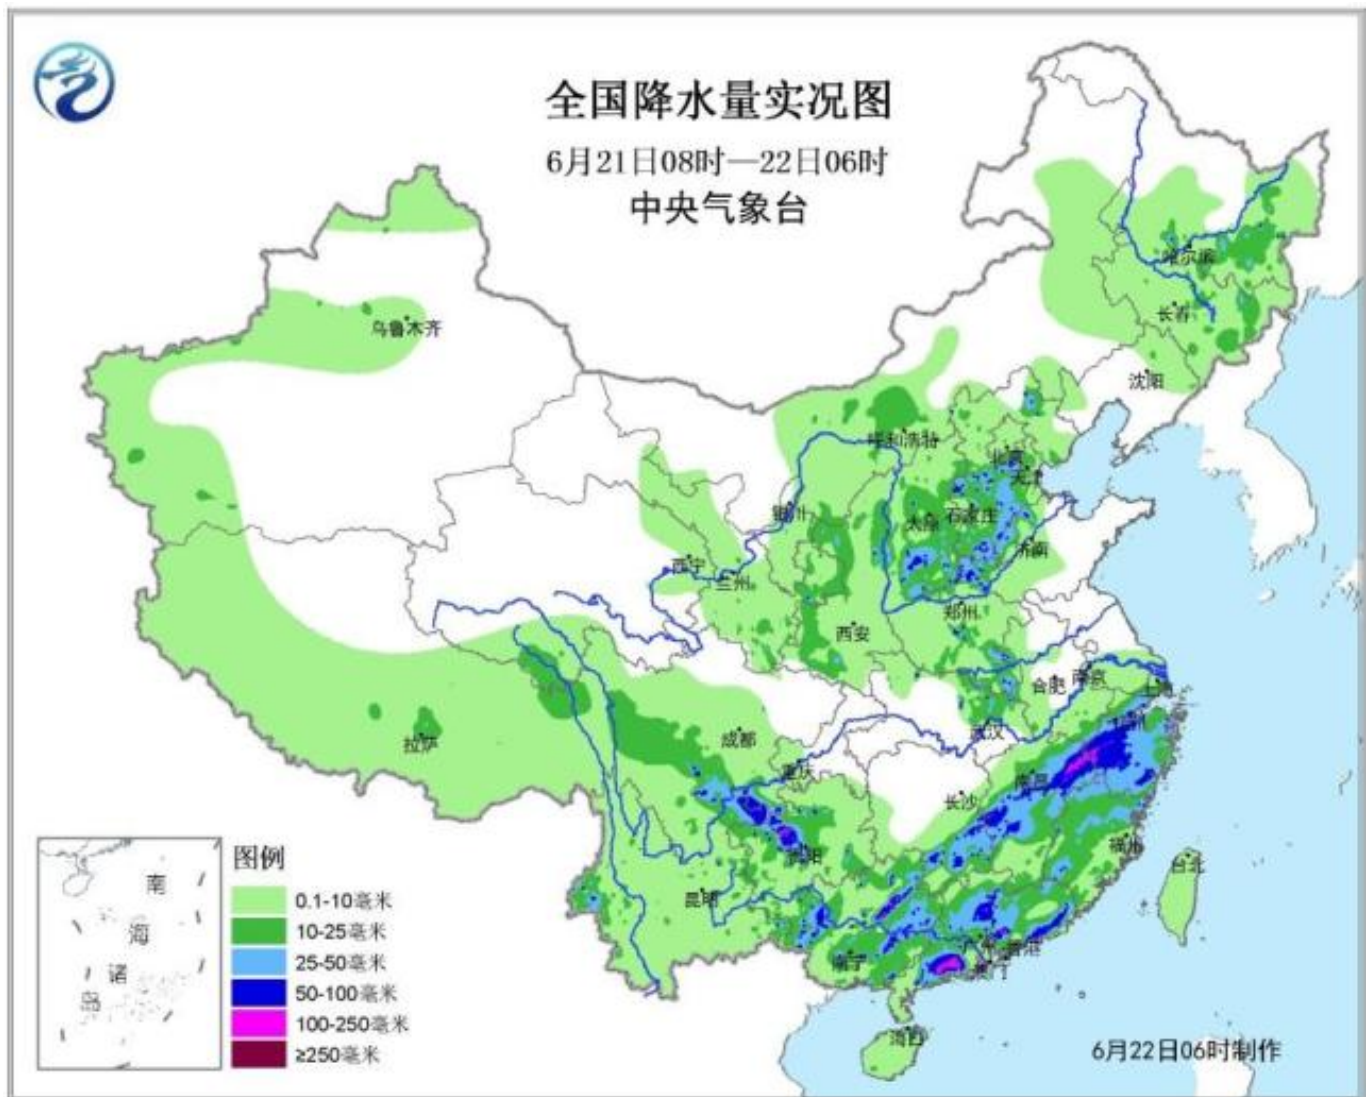 全国降水量实况图
6月21日08时—22日06时
中央气象台
哈尔滨
长春
沈阳
乌鲁木齐
呼和浩特
北京
天津
银川
太原
石家庄
济南
西宁
兰州
郑州
西安
合肥
南京
上海
杭州
武汉
拉萨
成都
重庆
南昌
长沙
贵阳
福州
台北
昆明
广州
香港
澳门
南宁
海口
南
海
诸
岛
图例
0.1-10毫米
10-25毫米
25-50毫米
50-100毫米
100-250毫米
≥250毫米
6月22日06时制作